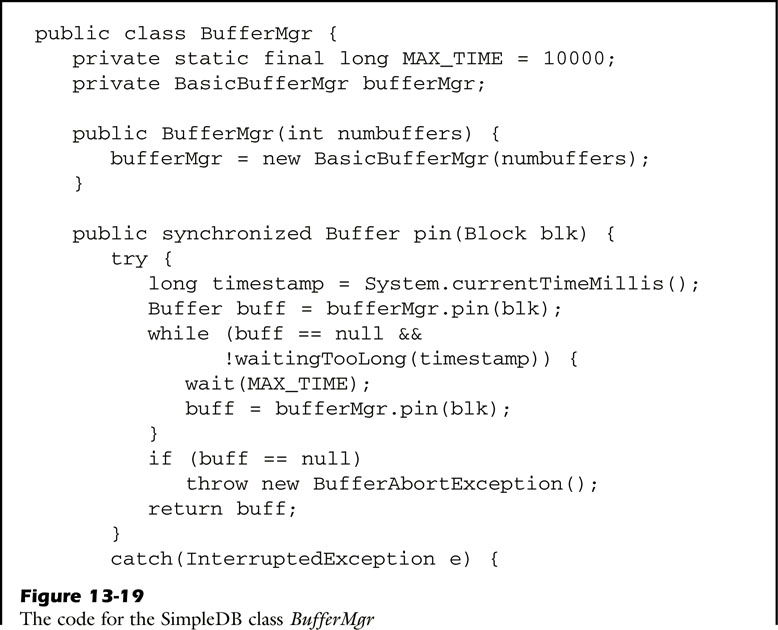 public class BufferMgr {
private static final long MAX_TIME = 10000;
private BasicBufferMgr bufferMgr;
public BufferMgr(int numbuffers) {
bufferMgr = new BasicBufferMgr(numbuffers);
}
public synchronized Buffer pin(Block blk) {
try {
long timestamp = System.currentTimeMillis();
Buffer buff = bufferMgr.pin(blk);
while (buff == null &&
!waitingTooLong(timestamp)) {
wait(MAX_TIME);
buff = bufferMgr.pin(blk);
}
if (buff == null)
throw new BufferAbortException();
return buff;
}
catch(InterruptedException e) {
Figure 13-19
The code for the SimpleDB class BufferMgr